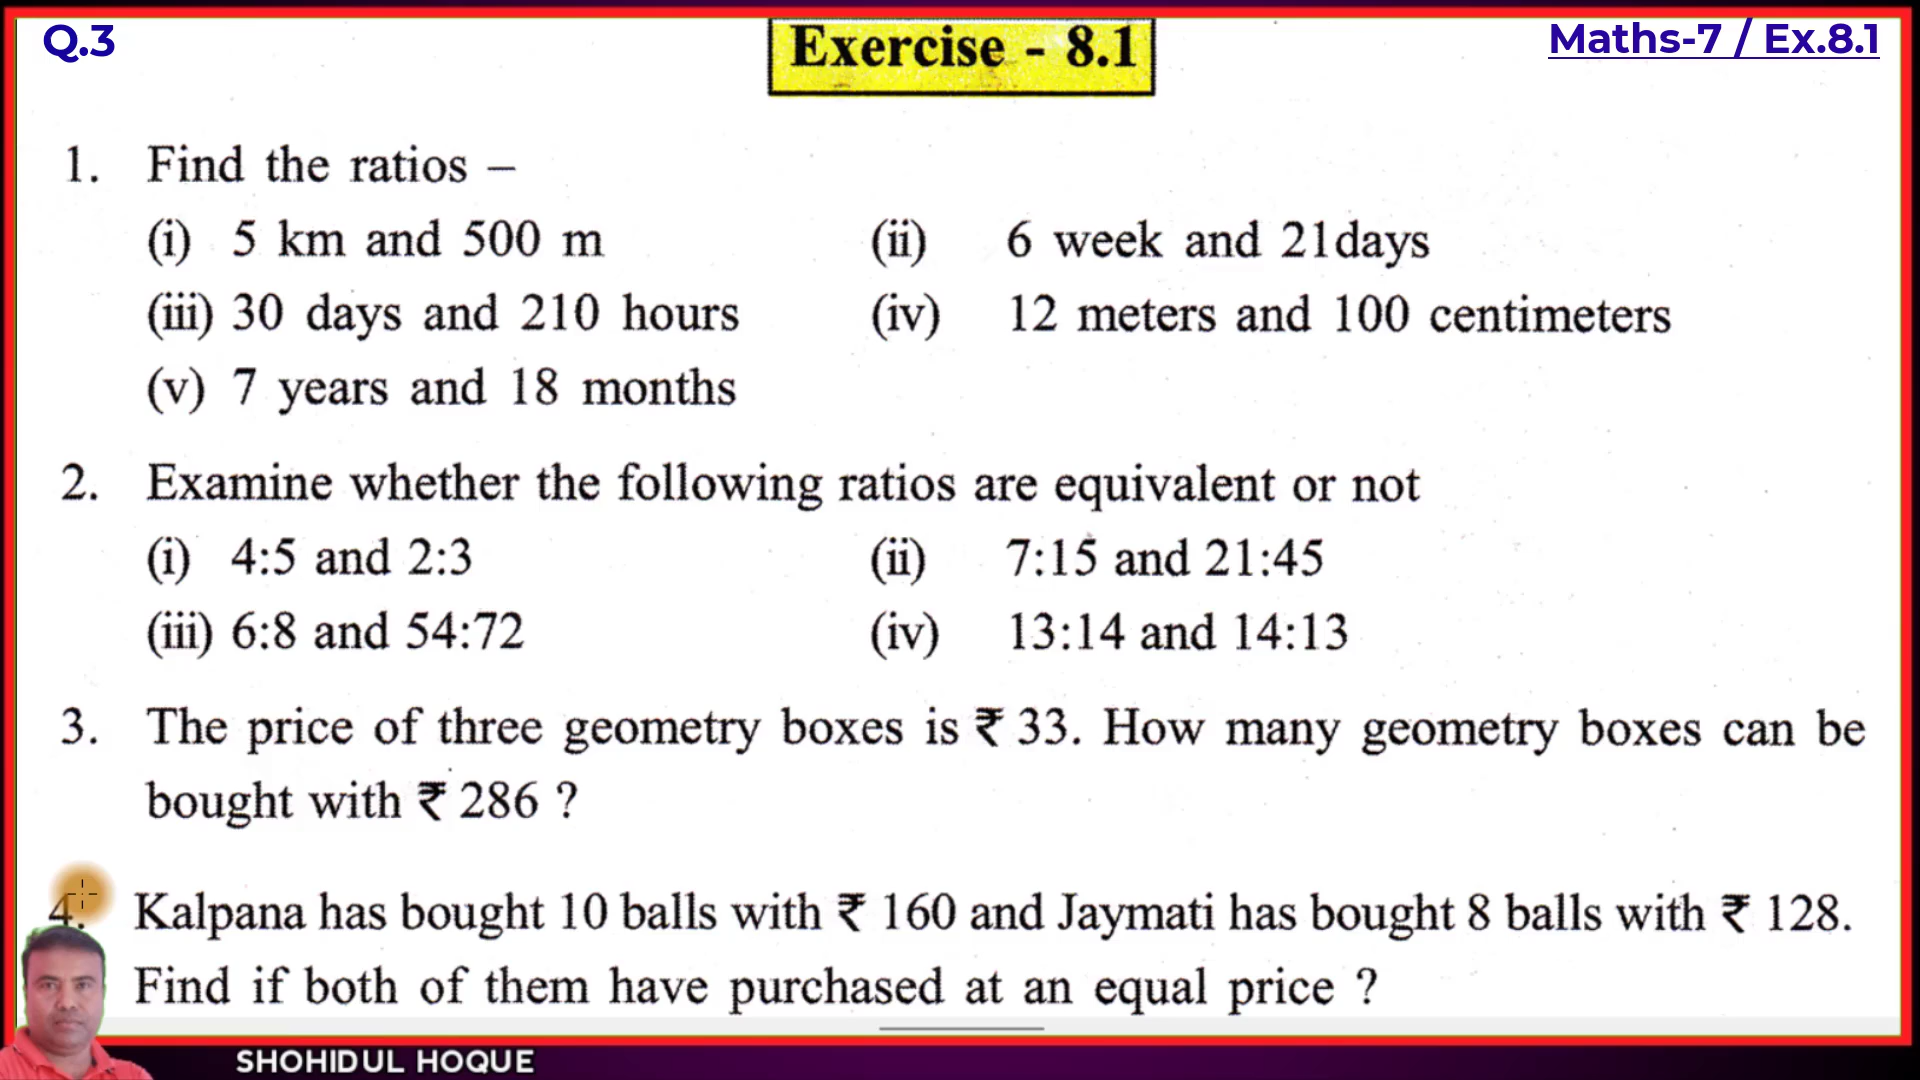 Q.3
Exercise - 8.1
Maths-7 / Ex.8.1
1. Find the ratios –
(i) 5 km and 500 m (ii) 6 week and 21days
(iii) 30 days and 210 hours (iv) 12 meters and 100 centimeters
(v) 7 years and 18 months
2. Examine whether the following ratios are equivalent or not
(i) 4:5 and 2:3 (ii) 7:15 and 21:45
(iii) 6:8 and 54:72 (iv) 13:14 and 14:13
3. The price of three geometry boxes is ₹ 33. How many geometry boxes can be
bought with ₹ 286 ?
4. Kalpana has bought 10 balls with ₹ 160 and Jaymati has bought 8 balls with ₹ 128.
Find if both of them have purchased at an equal price ?
SHOHIDUL HOQUE